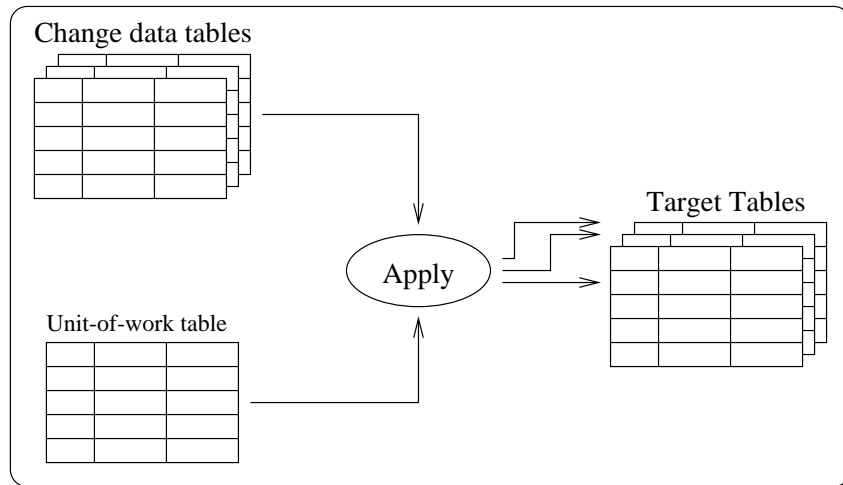 Change data tables
Target Tables
Apply
Unit-of-work table